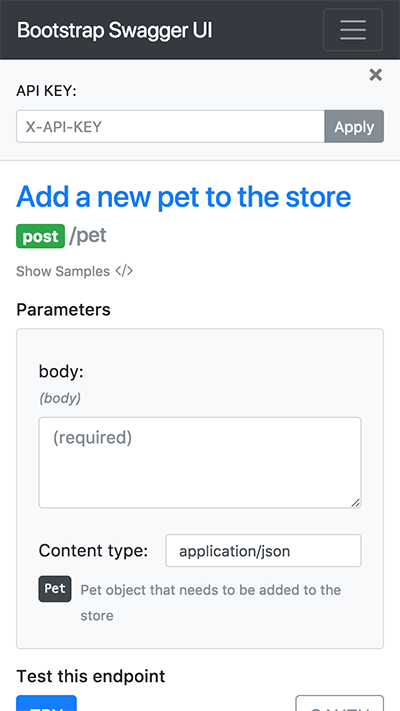 Bootstrap Swagger UI
API KEY:
X-API-KEY
Apply
Add a new pet to the store
post /pet
Show Samples </>
Parameters
body:
(body)
(required)
Content type: application/json
Pet Pet object that needs to be added to the
store
Test this endpoint